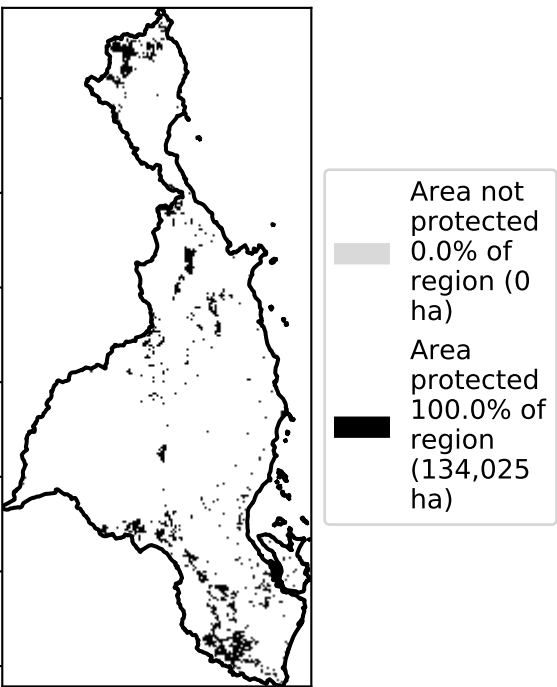 Area not
protected
0.0% of
region (0
ha)
Area
protected
100.0% of
region
(134,025
ha)